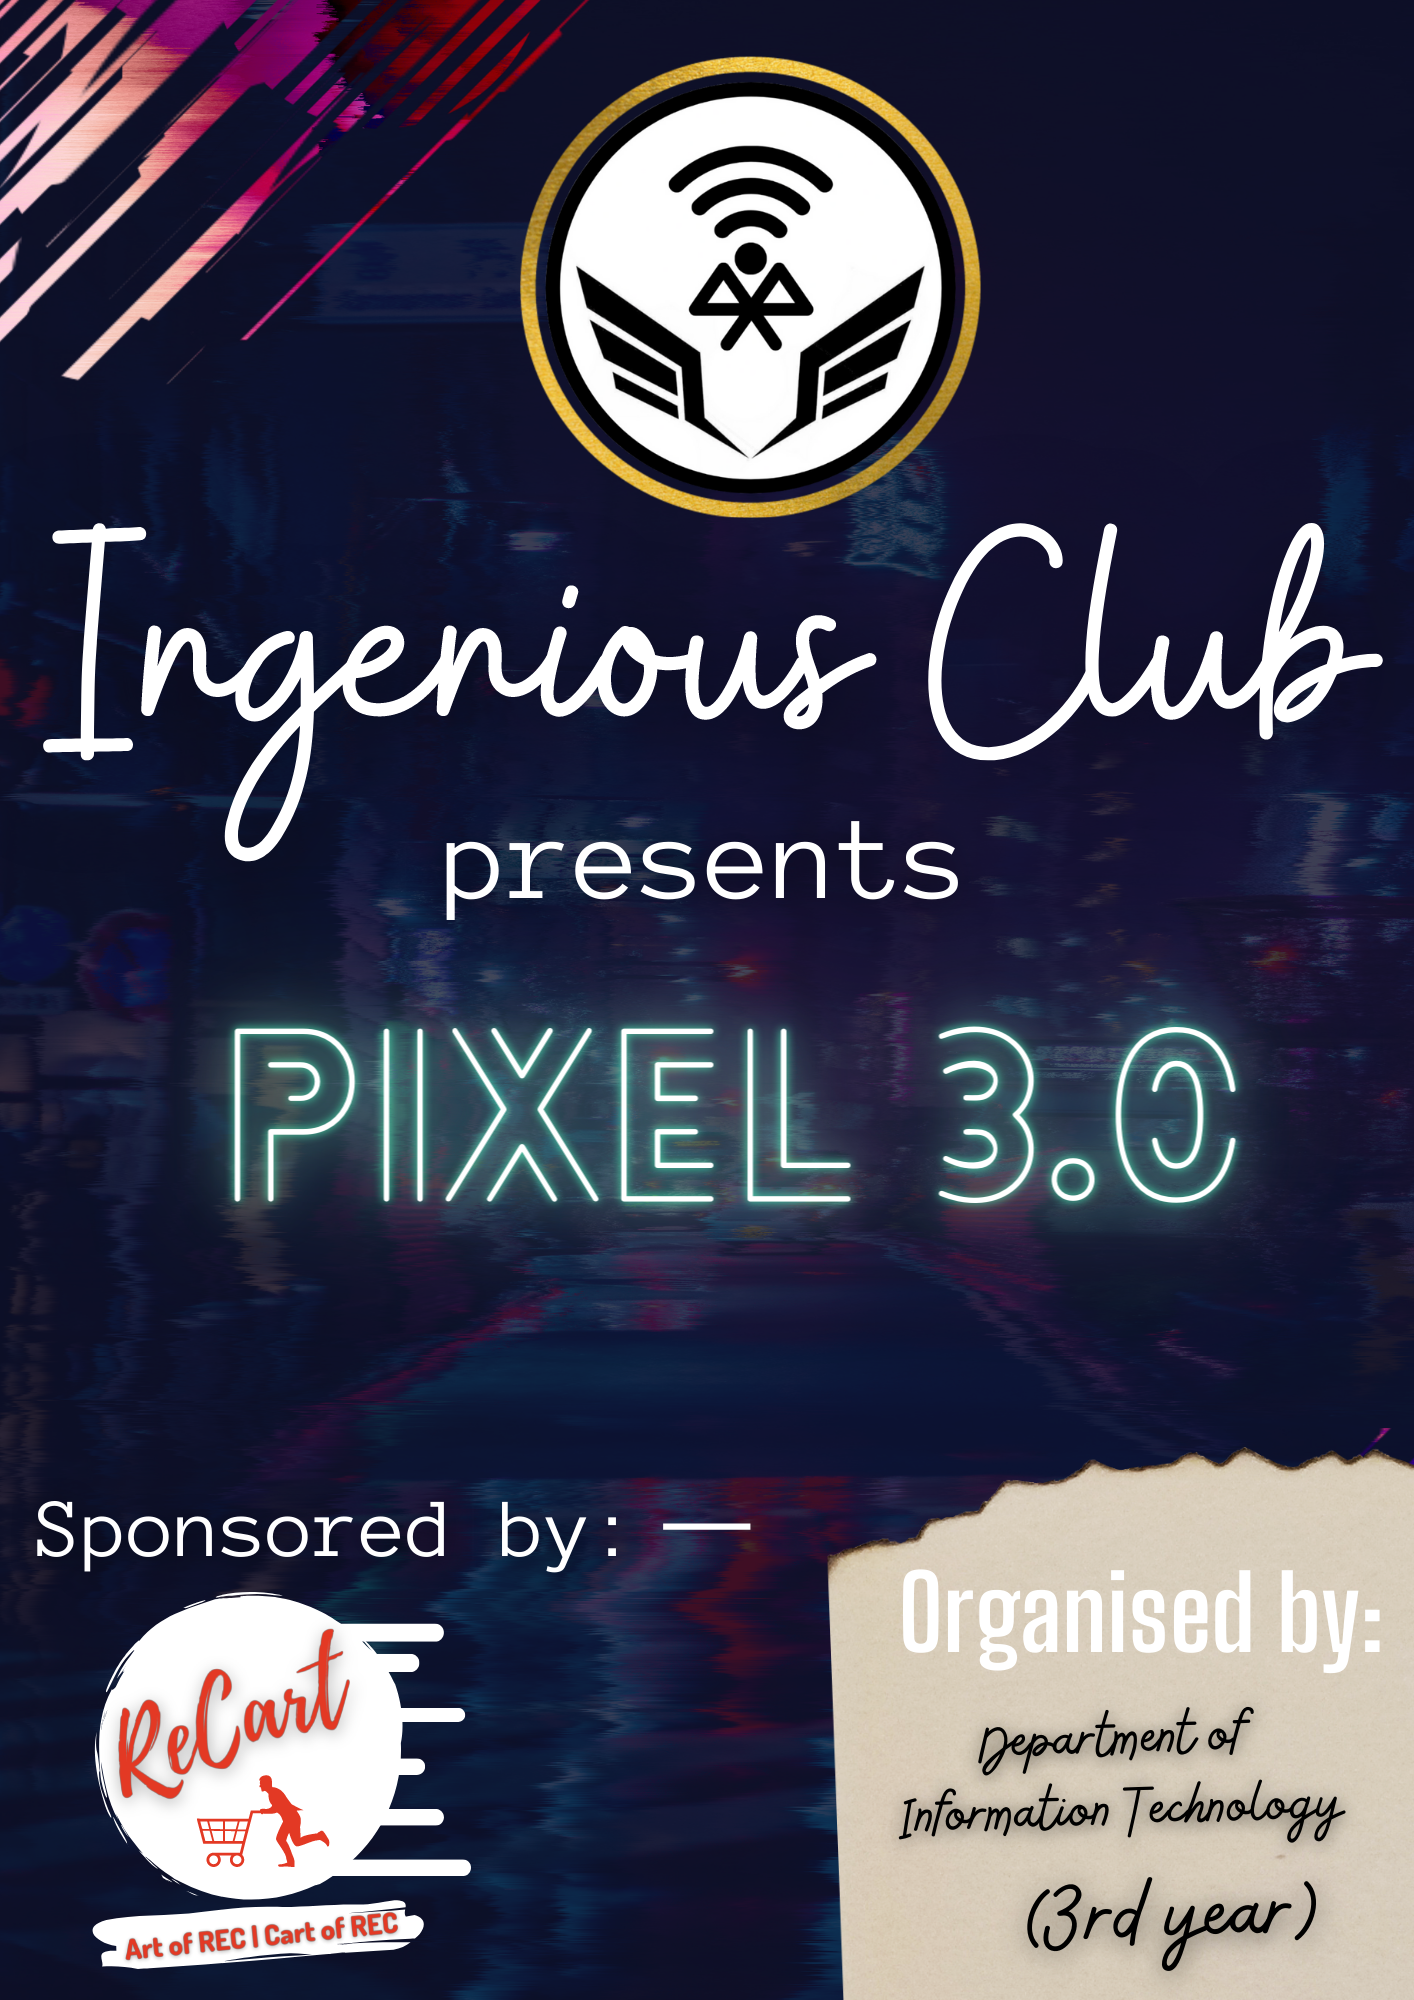 Ingenious Club
presents
PIXEL 3.0
Sponsored by: —
ReCart
Art of REC | Cart of REC
Organised by:
Department of
Information Technology
(3rd year)